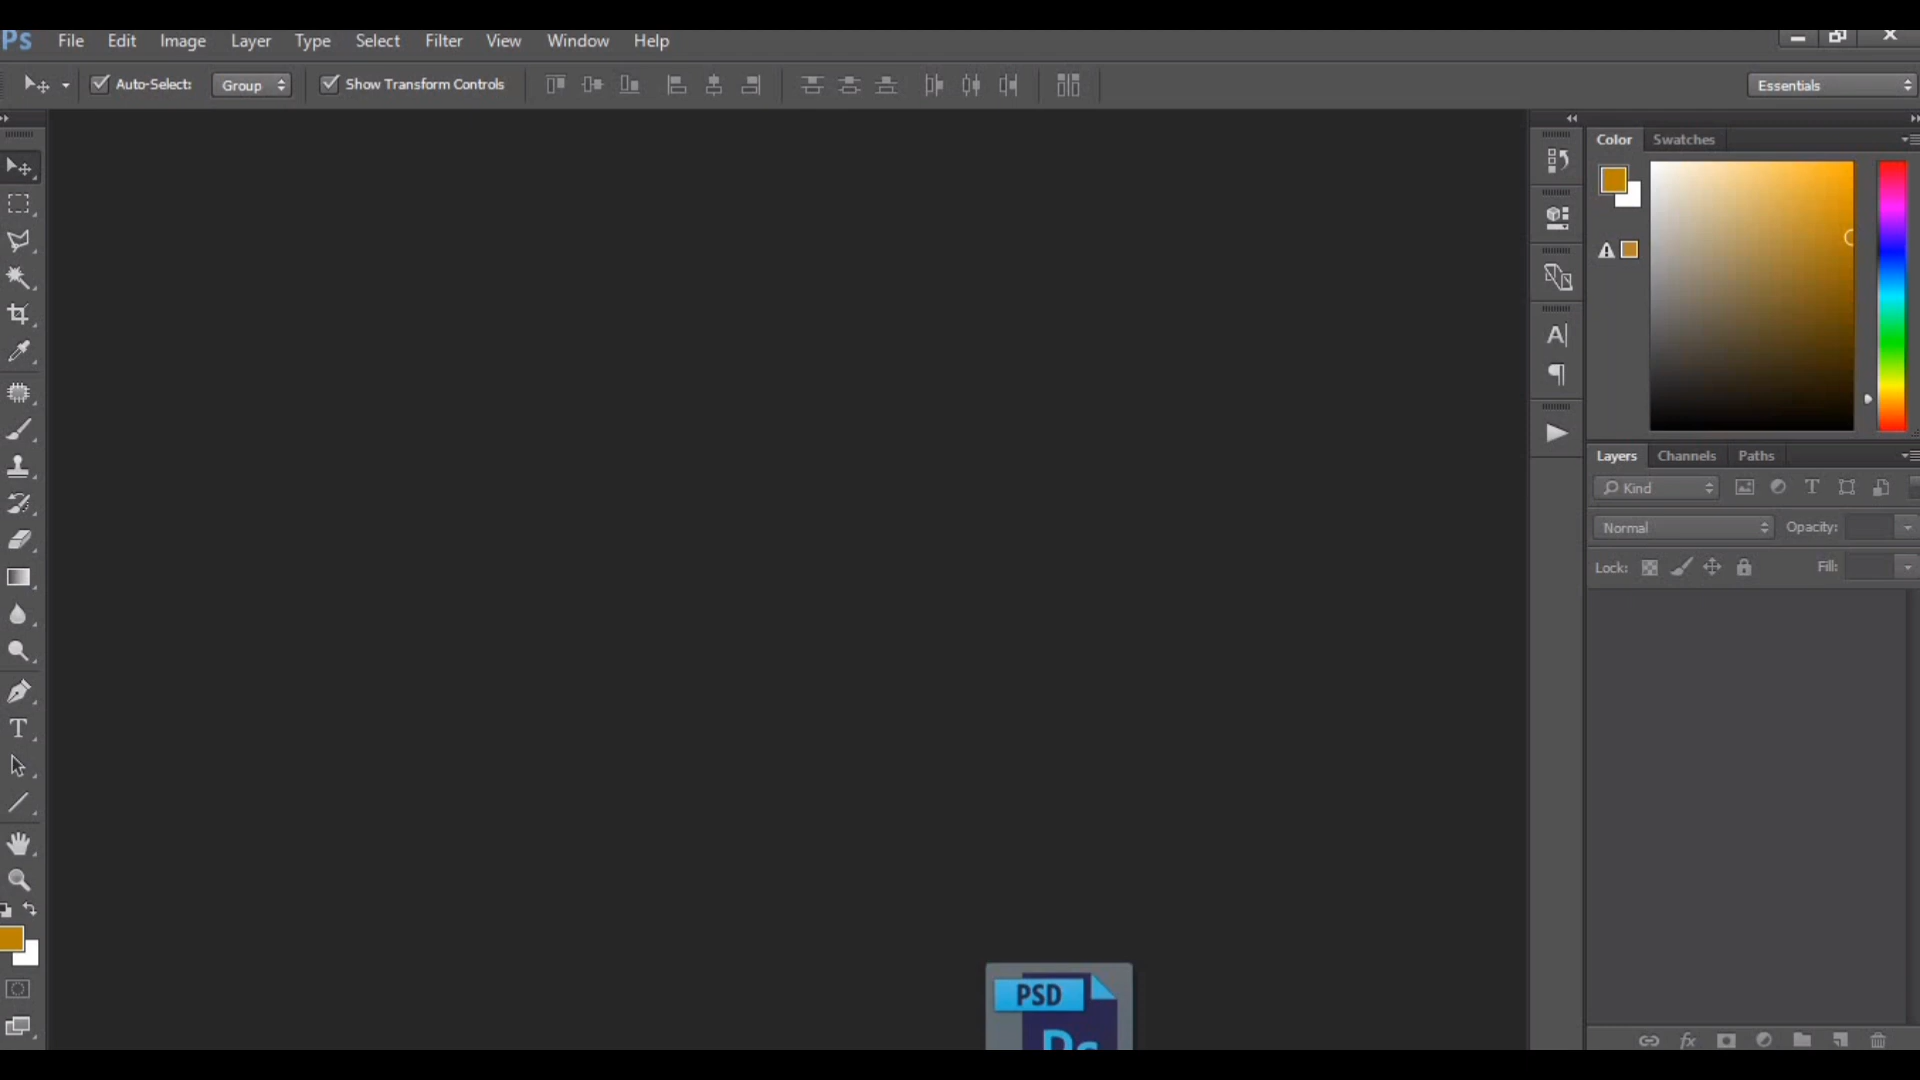 Ps File Edit Image Layer Type Select Filter View Window Help
Auto-Select: Group Show Transform Controls Essentials
Color Swatches
A|
Layers Channels Paths
Kind T
Normal Opacity:
Lock: Fill:
T
fx
PSD
Ps